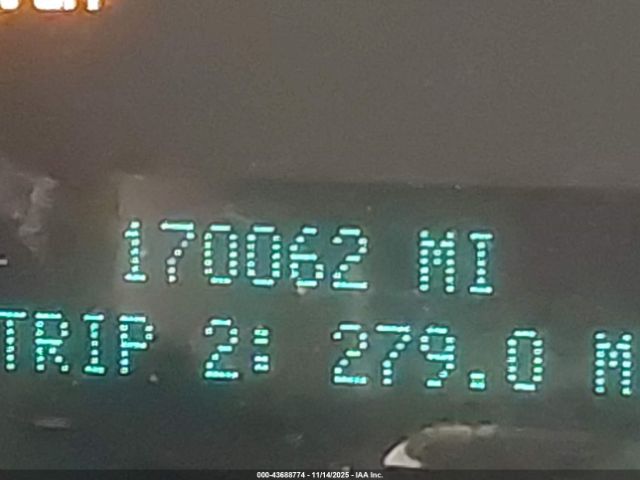 170062 MI
TRIP 2: 279.0 M
000-43688774 - 11/14/2025 - IAA Inc.